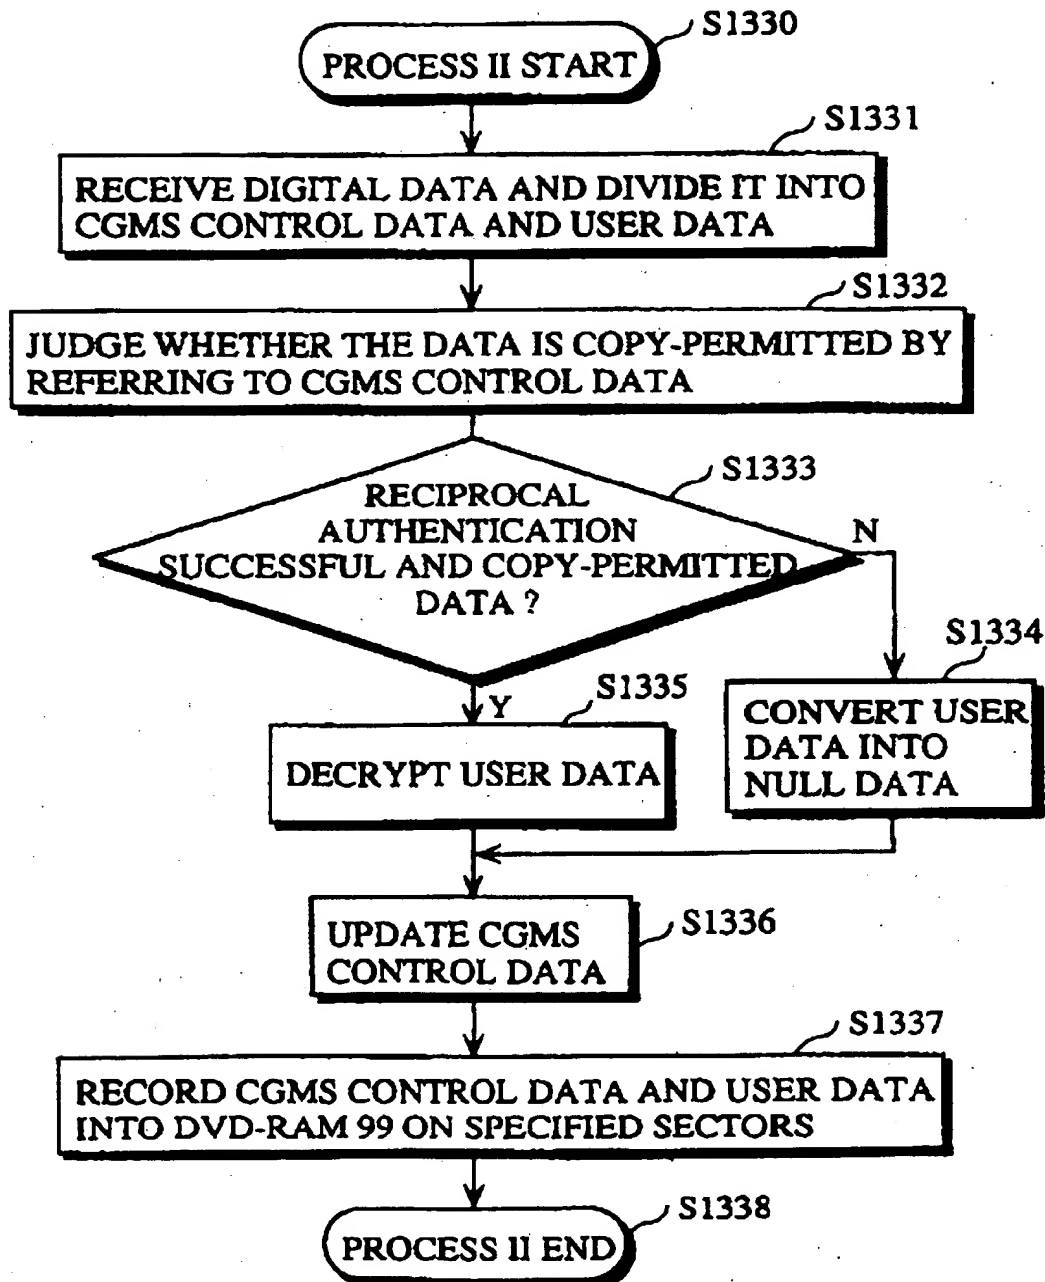 S1330
PROCESS II START
S1331
RECEIVE DIGITAL DATA AND DIVIDE IT INTO
CGMS CONTROL DATA AND USER DATA
S1332
JUDGE WHETHER THE DATA IS COPY-PERMITTED BY
REFERRING TO CGMS CONTROL DATA
S1333
RECIPROCAL
AUTHENTICATION
SUCCESSFUL AND COPY-PERMITTED
DATA ?
N
S1334
CONVERT USER
DATA INTO
NULL DATA
Y
S1335
DECRYPT USER DATA
S1336
UPDATE CGMS
CONTROL DATA
S1337
RECORD CGMS CONTROL DATA AND USER DATA
INTO DVD-RAM 99 ON SPECIFIED SECTORS
S1338
PROCESS II END